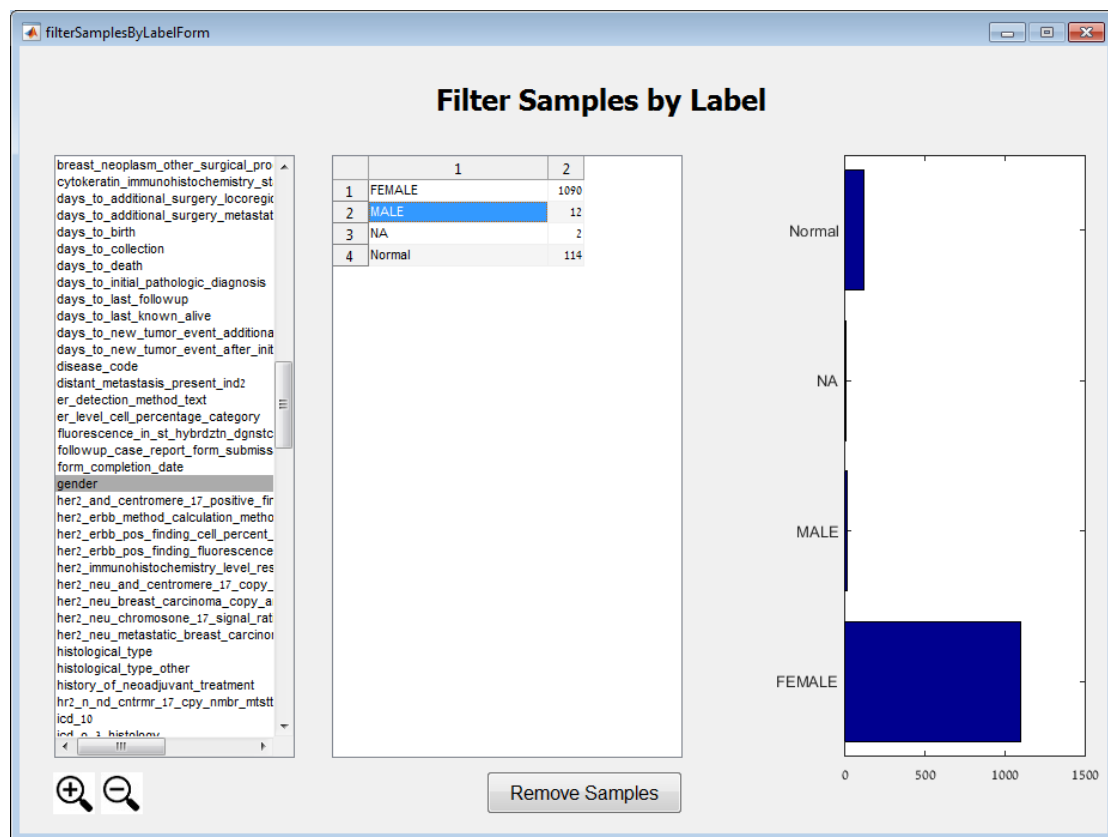 filterSamplesByLabelForm
Filter Samples by Label
breast_neoplasm_other_surgical_pro
cytokeratin_immunohistochemistry_st
days_to_additional_surgery_locoregic
days_to_additional_surgery_metastat
days_to_birth
days_to_collection
days_to_death
days_to_initial_pathologic_diagnosis
days_to_last_followup
days_to_last_known_alive
days_to_new_tumor_event_additiona
days_to_new_tumor_event_after_init
disease_code
distant_metastasis_present_ind2
er_detection_method_text
er_level_cell_percentage_category
fluorescence_in_st_hybrdztn_dgnstc
followup_case_report_form_submiss
form_completion_date
gender
her2_and_centromere_17_positive_fin
her2_erbb_method_calculation_metho
her2_erbb_pos_finding_cell_percent_
her2_erbb_pos_finding_fluorescence
her2_immunohistochemistry_level_res
her2_neu_and_centromere_17_copy_
her2_neu_breast_carcinoma_copy_a
her2_neu_chromosone_17_signal_rat
her2_neu_metastatic_breast_carcinoi
histological_type
histological_type_other
history_of_neoadjuvant_treatment
hr2_n_nd_cntrmr_17_cpy_nmbr_mtstt
icd_10
icd_o_3_histology
1 2
1 FEMALE 1090
2 MALE 12
3 NA 2
4 Normal 114
Remove Samples
Normal
NA
MALE
FEMALE
0 500 1000 1500